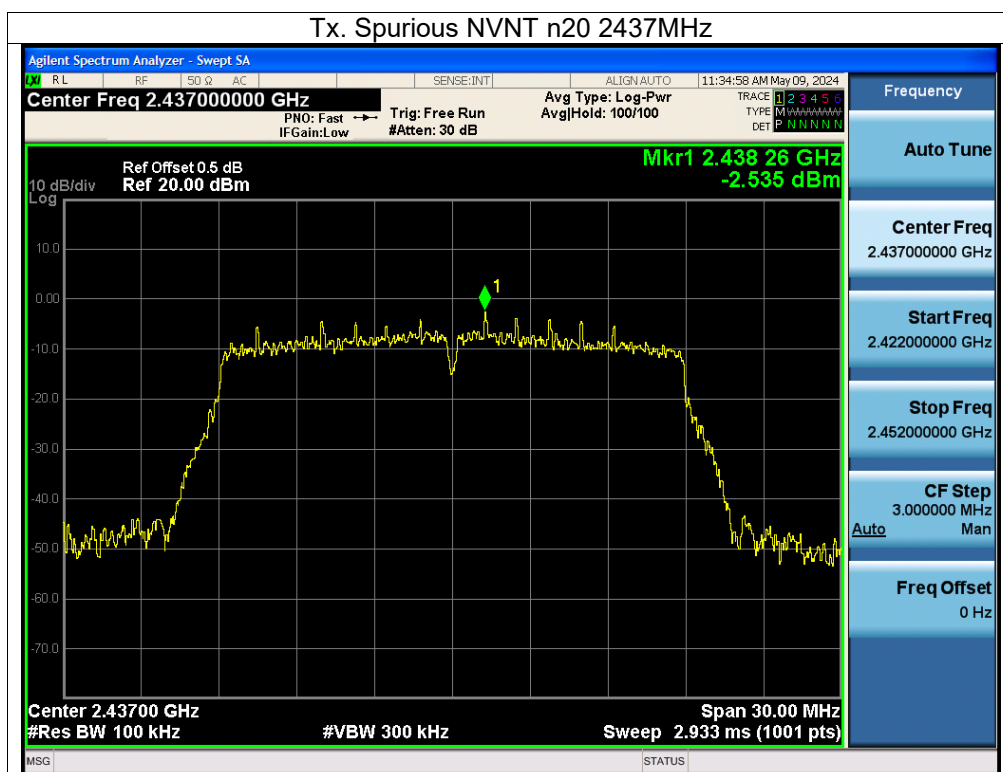 Tx. Spurious NVNT n20 2437MHz
Agilent Spectrum Analyzer - Swept SA
LXI RL RF 50 Ω AC SENSE:INT ALIGN AUTO 11:34:58 AM May 09, 2024
Center Freq 2.437000000 GHz
PNO: Fast
IFGain:Low
Trig: Free Run
#Atten: 30 dB
Avg Type: Log-Pwr
Avg|Hold: 100/100
TRACE 1 2 3 4 5 6
TYPE M
DET P N N N N N
Ref Offset 0.5 dB
Ref 20.00 dBm
10 dB/div
Log
Mkr1 2.438 26 GHz
-2.535 dBm
10.0
0.00
-10.0
-20.0
-30.0
-40.0
-50.0
-60.0
-70.0
1
Center 2.43700 GHz
Span 30.00 MHz
#Res BW 100 kHz
#VBW 300 kHz
Sweep 2.933 ms (1001 pts)
MSG
STATUS
Frequency
Auto Tune
Center Freq
2.437000000 GHz
Start Freq
2.422000000 GHz
Stop Freq
2.452000000 GHz
CF Step
3.000000 MHz
Auto Man
Freq Offset
0 Hz